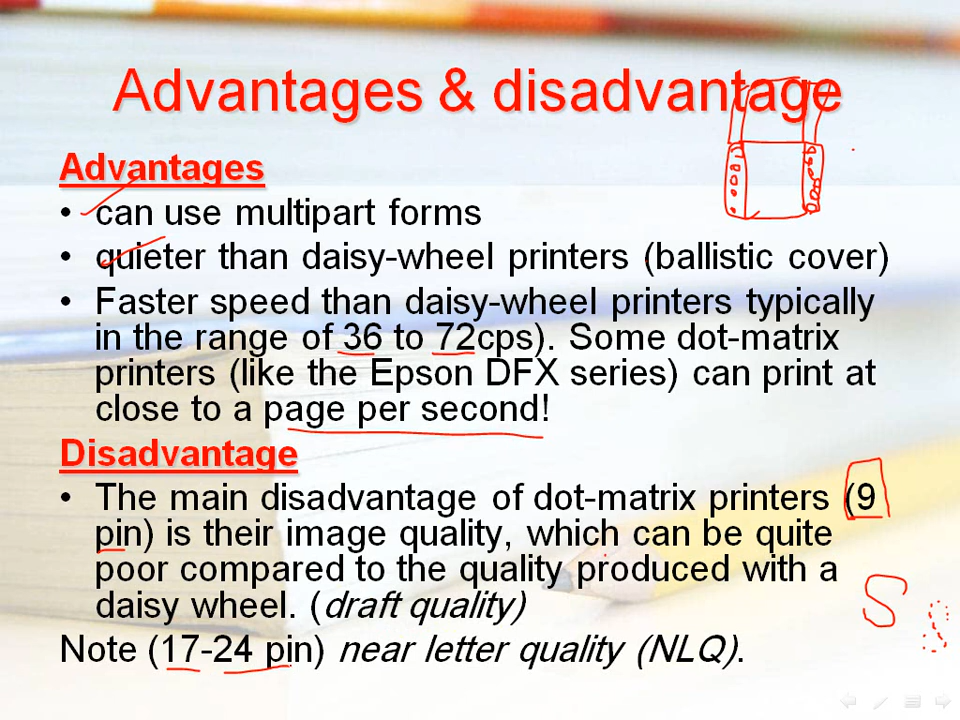 Advantages & disadvantage
Advantages
• can use multipart forms
• quieter than daisy-wheel printers (ballistic cover)
• Faster speed than daisy-wheel printers typically
in the range of 36 to 72cps). Some dot-matrix
printers (like the Epson DFX series) can print at
close to a page per second!
Disadvantage
• The main disadvantage of dot-matrix printers (9
pin) is their image quality, which can be quite
poor compared to the quality produced with a
daisy wheel. (draft quality)
S S
Note (17-24 pin) near letter quality (NLQ).